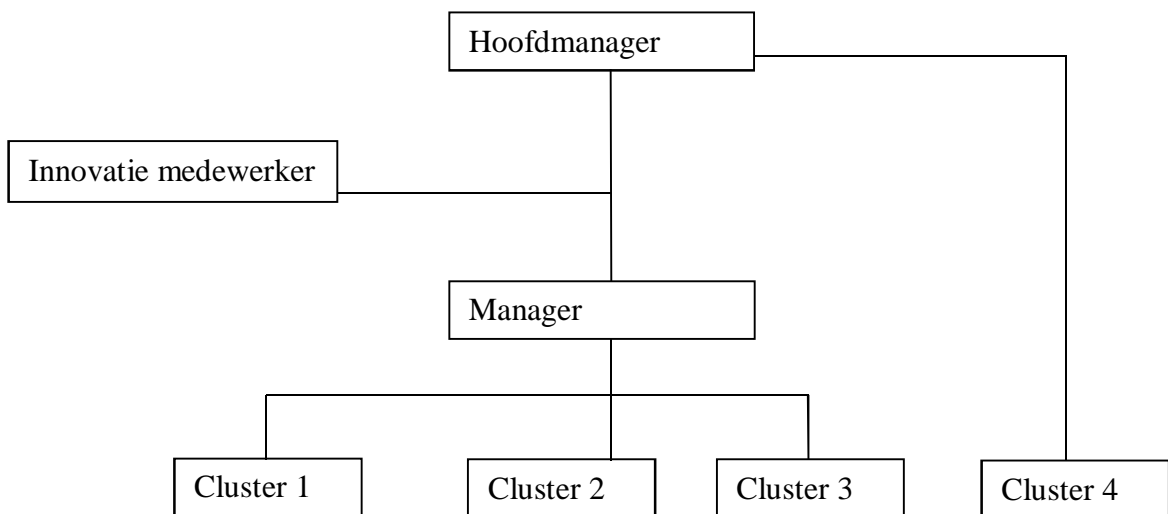 Hoofdmanager
Innovatie medewerker
Manager
Cluster 1
Cluster 2
Cluster 3
Cluster 4